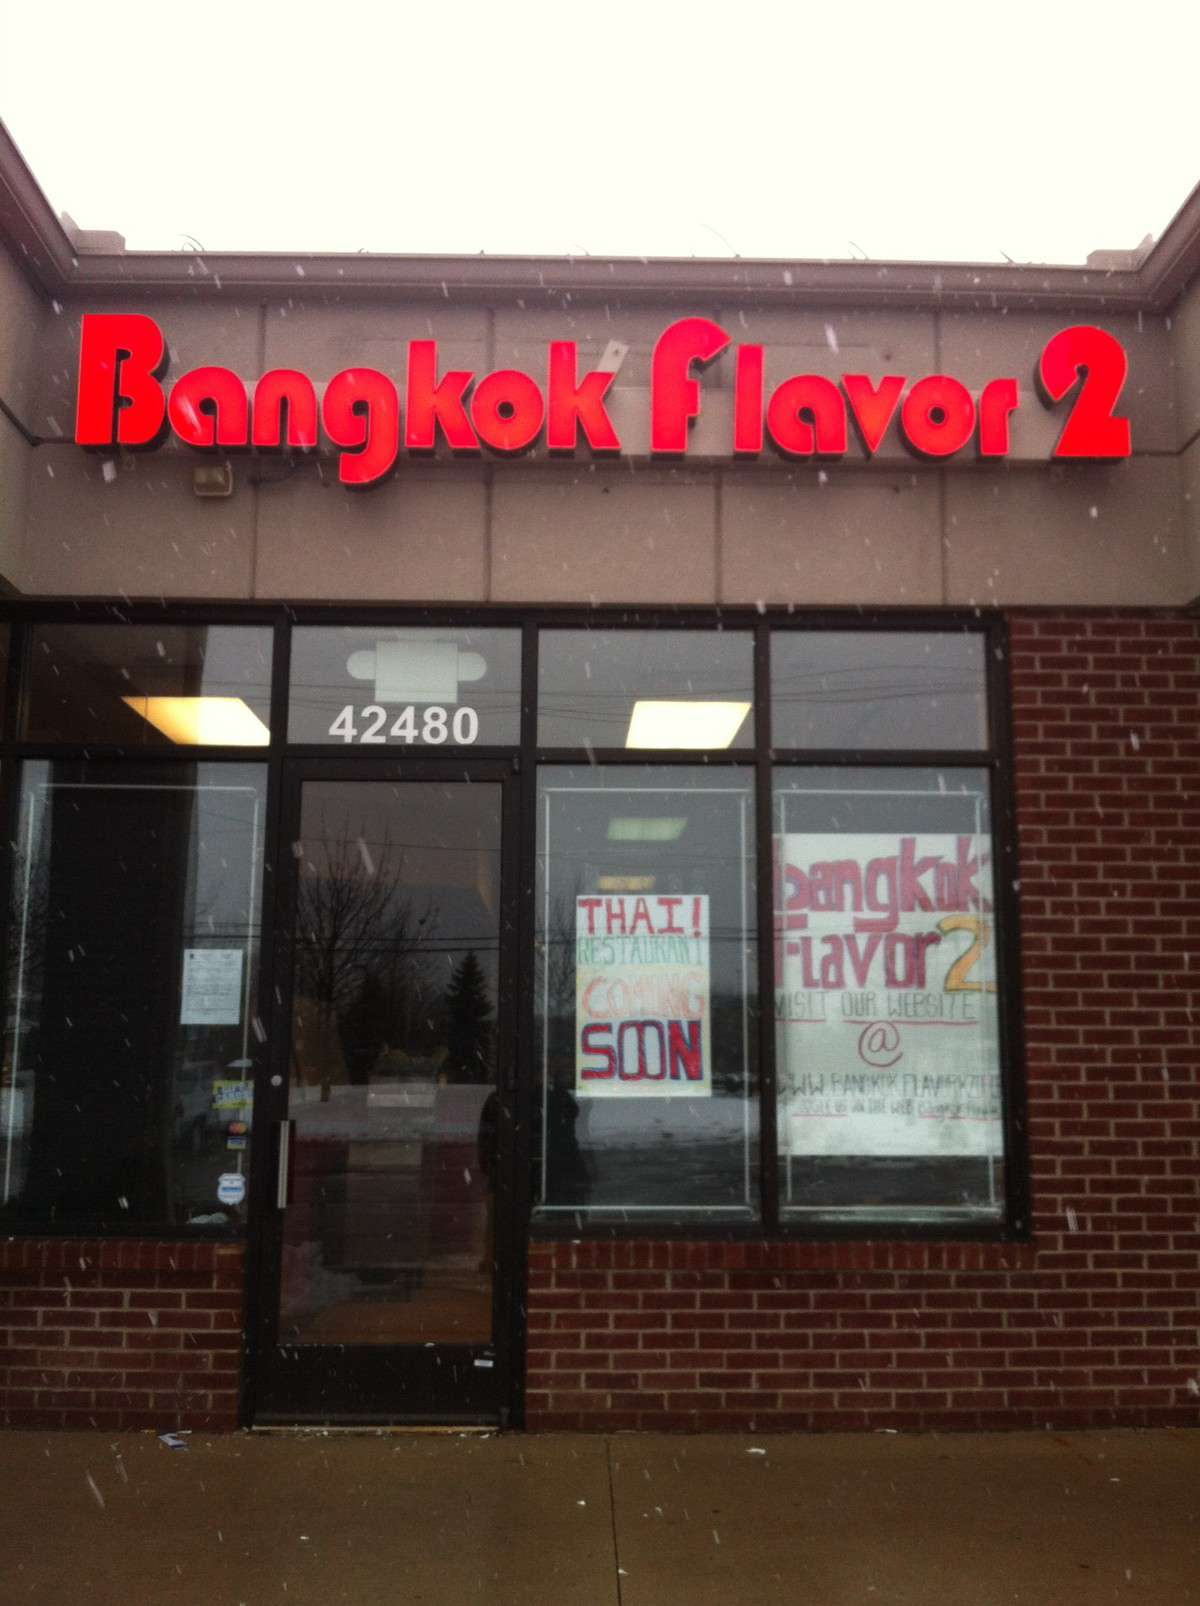 Bangkok Flavor 2
42480
THAI!
RESTAURANT
COMING
SOON
Bangkok
Flavor 2
VISIT OUR WEBSITE
@